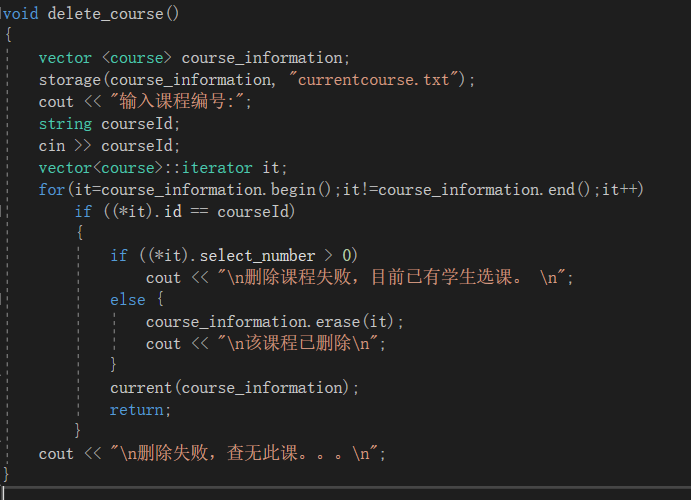 void delete_course()
{
    vector <course> course_information;
    storage(course_information, "currentcourse.txt");
    cout << "输入课程编号:";
    string courseId;
    cin >> courseId;
    vector<course>::iterator it;
    for(it=course_information.begin();it!=course_information.end();it++)
        if ((*it).id == courseId)
        {
            if ((*it).select_number > 0)
                cout << "\n删除课程失败，目前已有学生选课。 \n";
            else {
                course_information.erase(it);
                cout << "\n该课程已删除\n";
            }
            current(course_information);
            return;
        }
    cout << "\n删除失败，查无此课。。。\n";
}